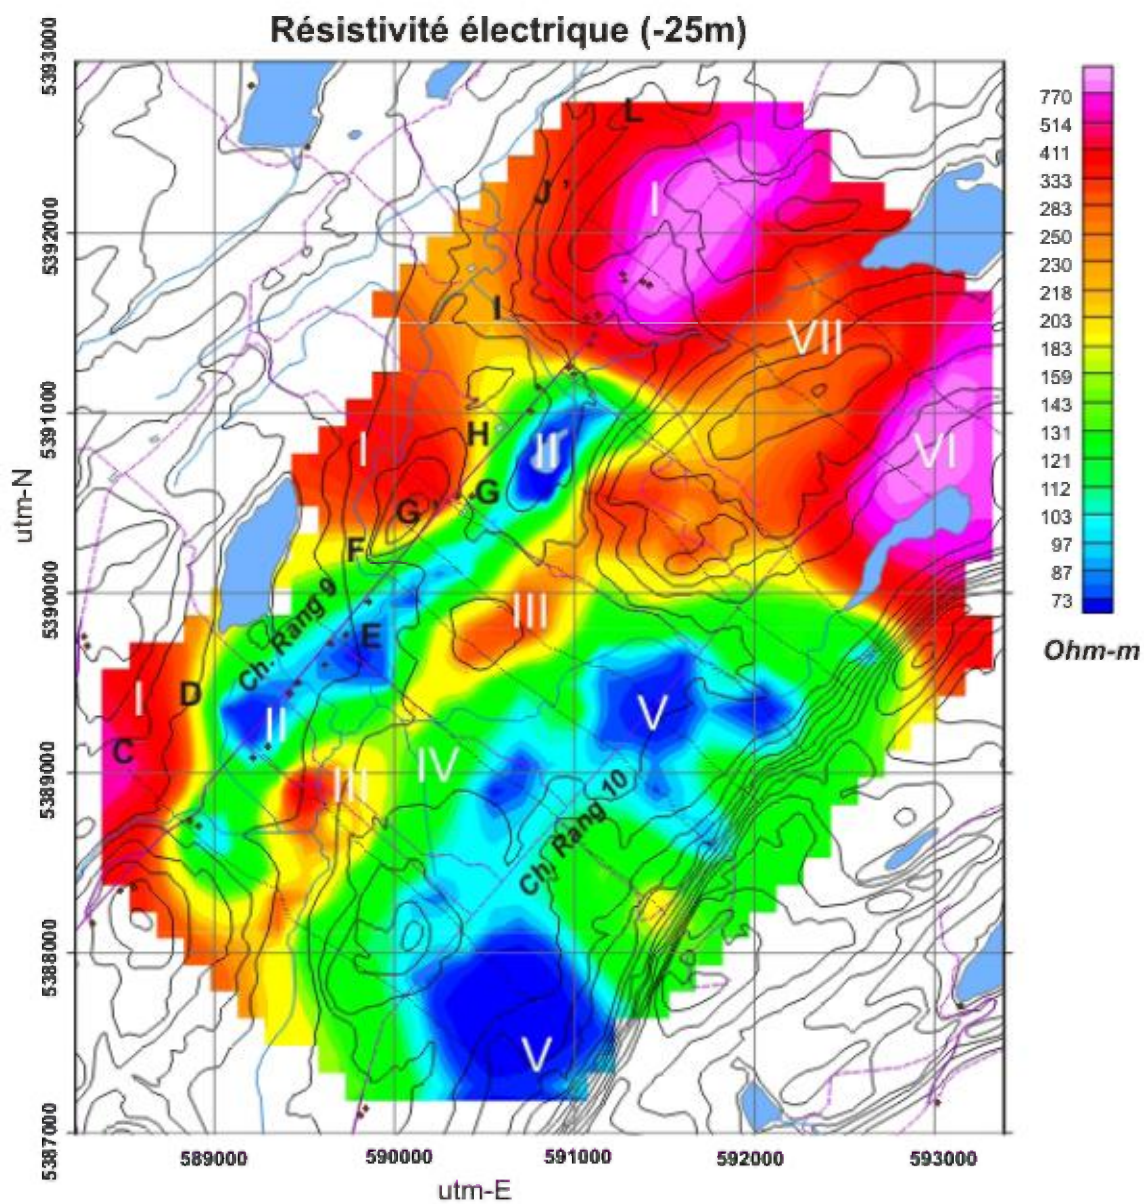 Résistivité électrique (-25m)
5393000
5392000
5391000
5390000
5389000
5388000
5387000
utm-N
589000
590000
591000
592000
593000
utm-E
L
I
J'
I
VII
I
H
II
VI
G
G'
F
III
Ch. Rang 9
E
I
D
II
V
C
III
IV
Ch. Rang 10
V
770
514
411
333
283
250
230
218
203
183
159
143
131
121
112
103
97
87
73
Ohm-m